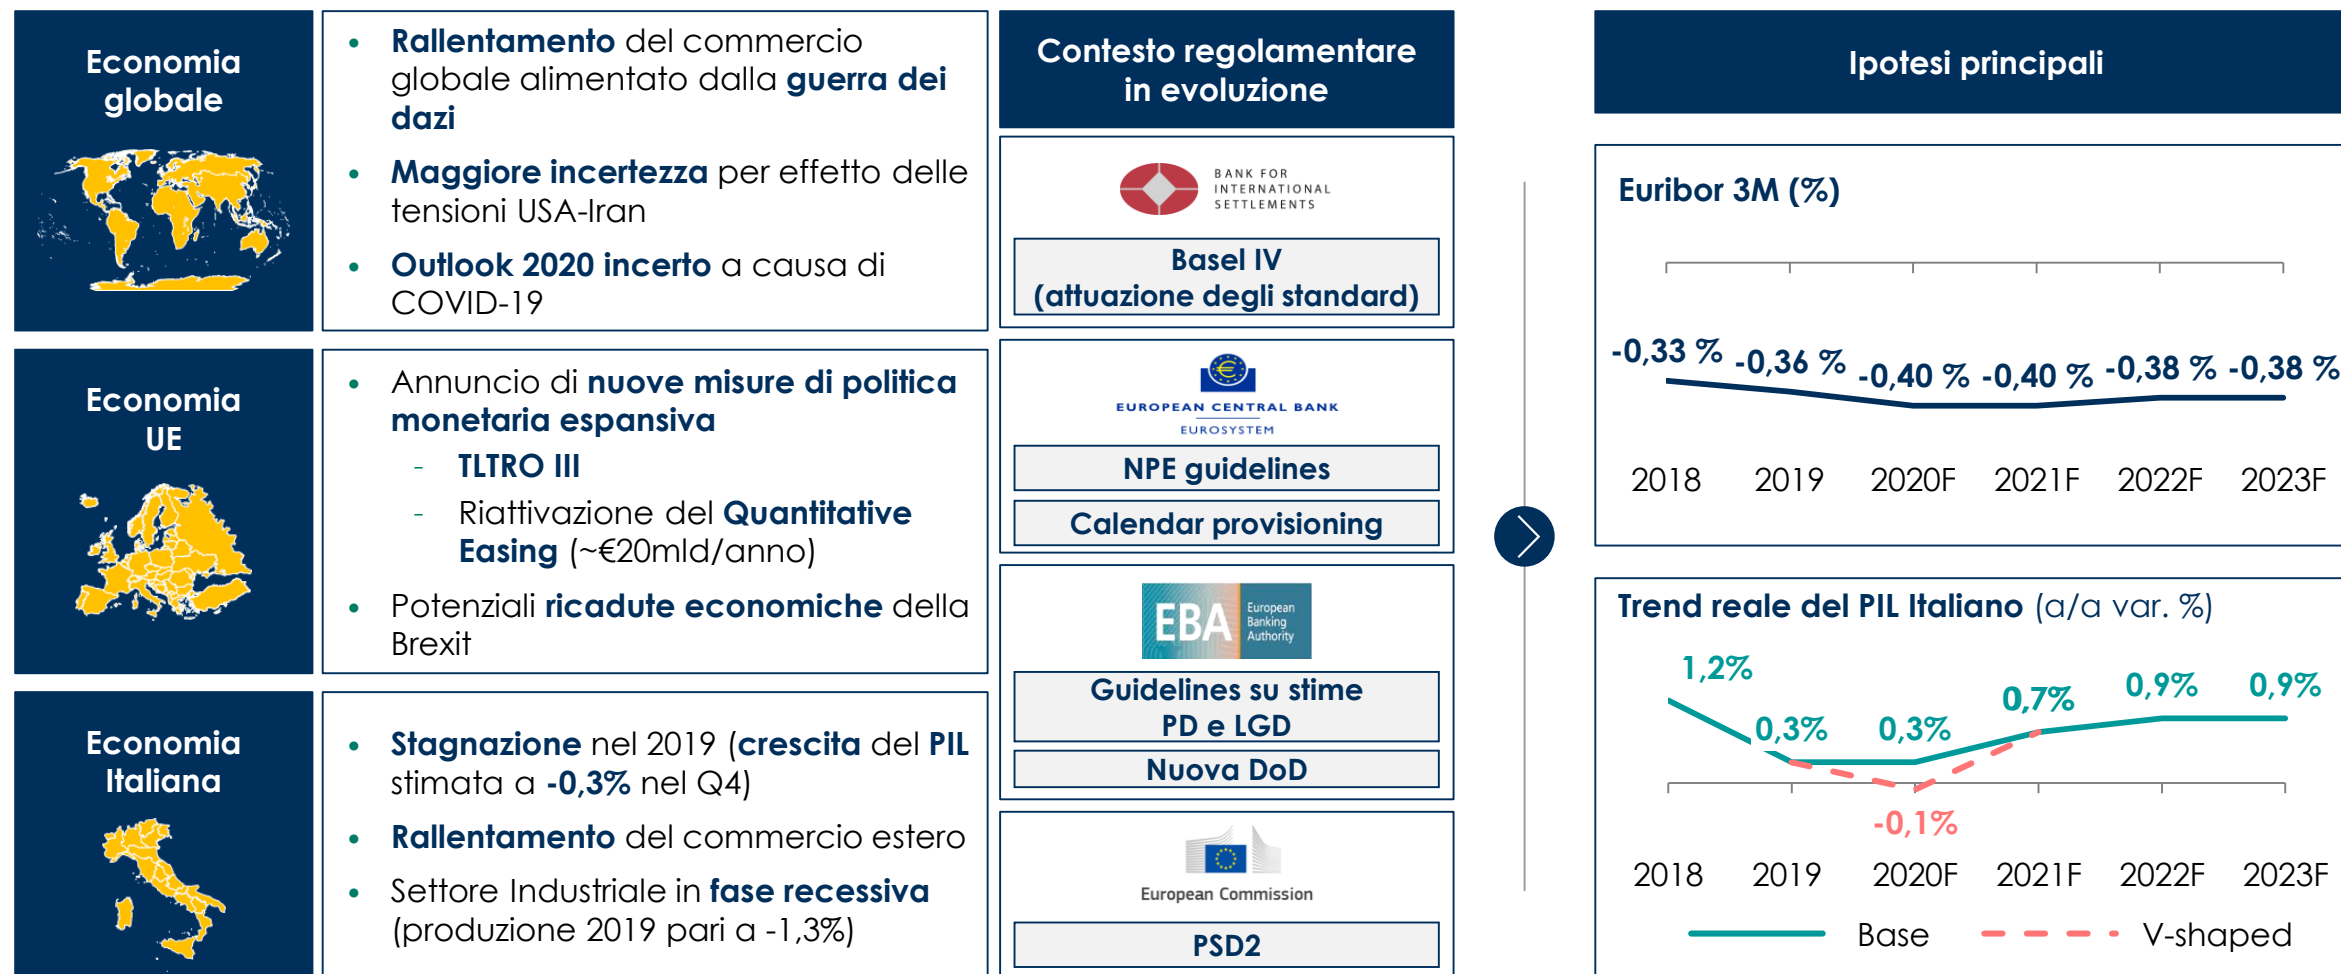 Economia
globale
• Rallentamento del commercio
globale alimentato dalla guerra dei
dazi
• Maggiore incertezza per effetto delle
tensioni USA-Iran
• Outlook 2020 incerto a causa di
COVID-19
Economia
UE
• Annuncio di nuove misure di politica
monetaria espansiva
- TLTRO III
- Riattivazione del Quantitative
Easing (~€20mld/anno)
• Potenziali ricadute economiche della
Brexit
Economia
Italiana
• Stagnazione nel 2019 (crescita del PIL
stimata a -0,3% nel Q4)
• Rallentamento del commercio estero
• Settore Industriale in fase recessiva
(produzione 2019 pari a -1,3%)
Contesto regolamentare
in evoluzione
BANK FOR
INTERNATIONAL
SETTLEMENTS
Basel IV
(attuazione degli standard)
EUROPEAN CENTRAL BANK
EUROSYSTEM
NPE guidelines
Calendar provisioning
EBA
European
Banking
Authority
Guidelines su stime
PD e LGD
Nuova DoD
European Commission
PSD2
Ipotesi principali
Euribor 3M (%)
-0,33 % -0,36 % -0,40 % -0,40 % -0,38 % -0,38 %
2018 2019 2020F 2021F 2022F 2023F
Trend reale del PIL Italiano (a/a var. %)
1,2% 0,3% 0,3% 0,7% 0,9% 0,9%
-0,1%
2018 2019 2020F 2021F 2022F 2023F
Base V-shaped